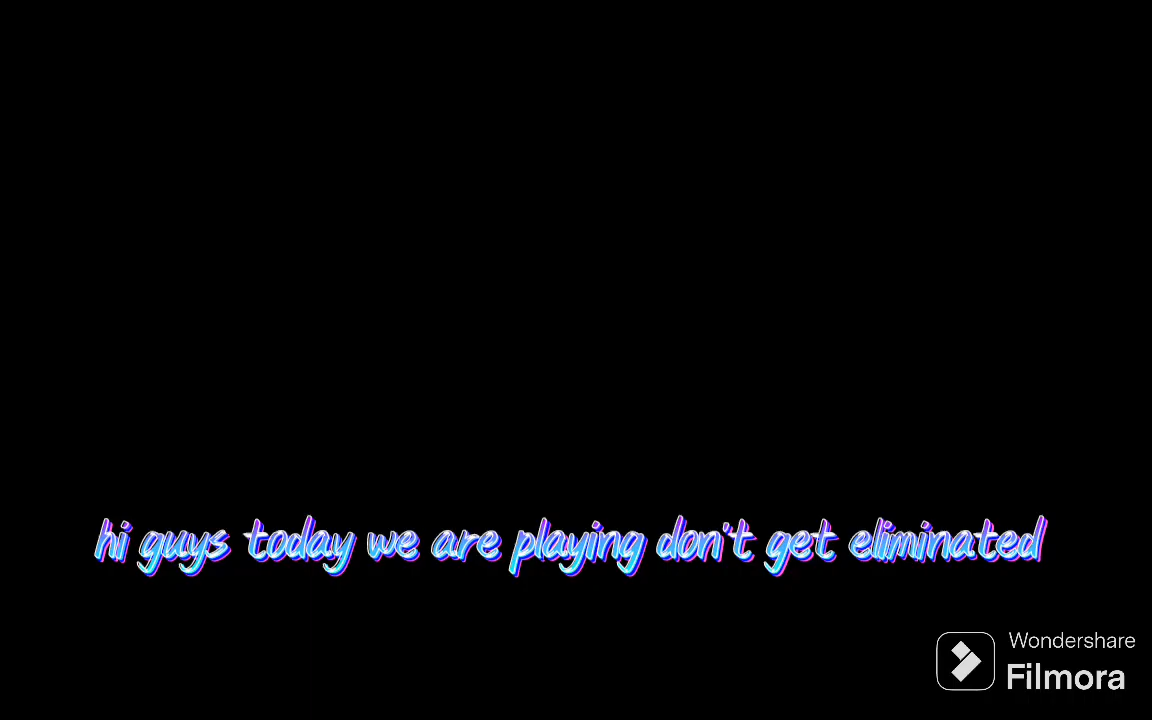 hi guys today we are playing don't get eliminated
Wondershare
Filmora